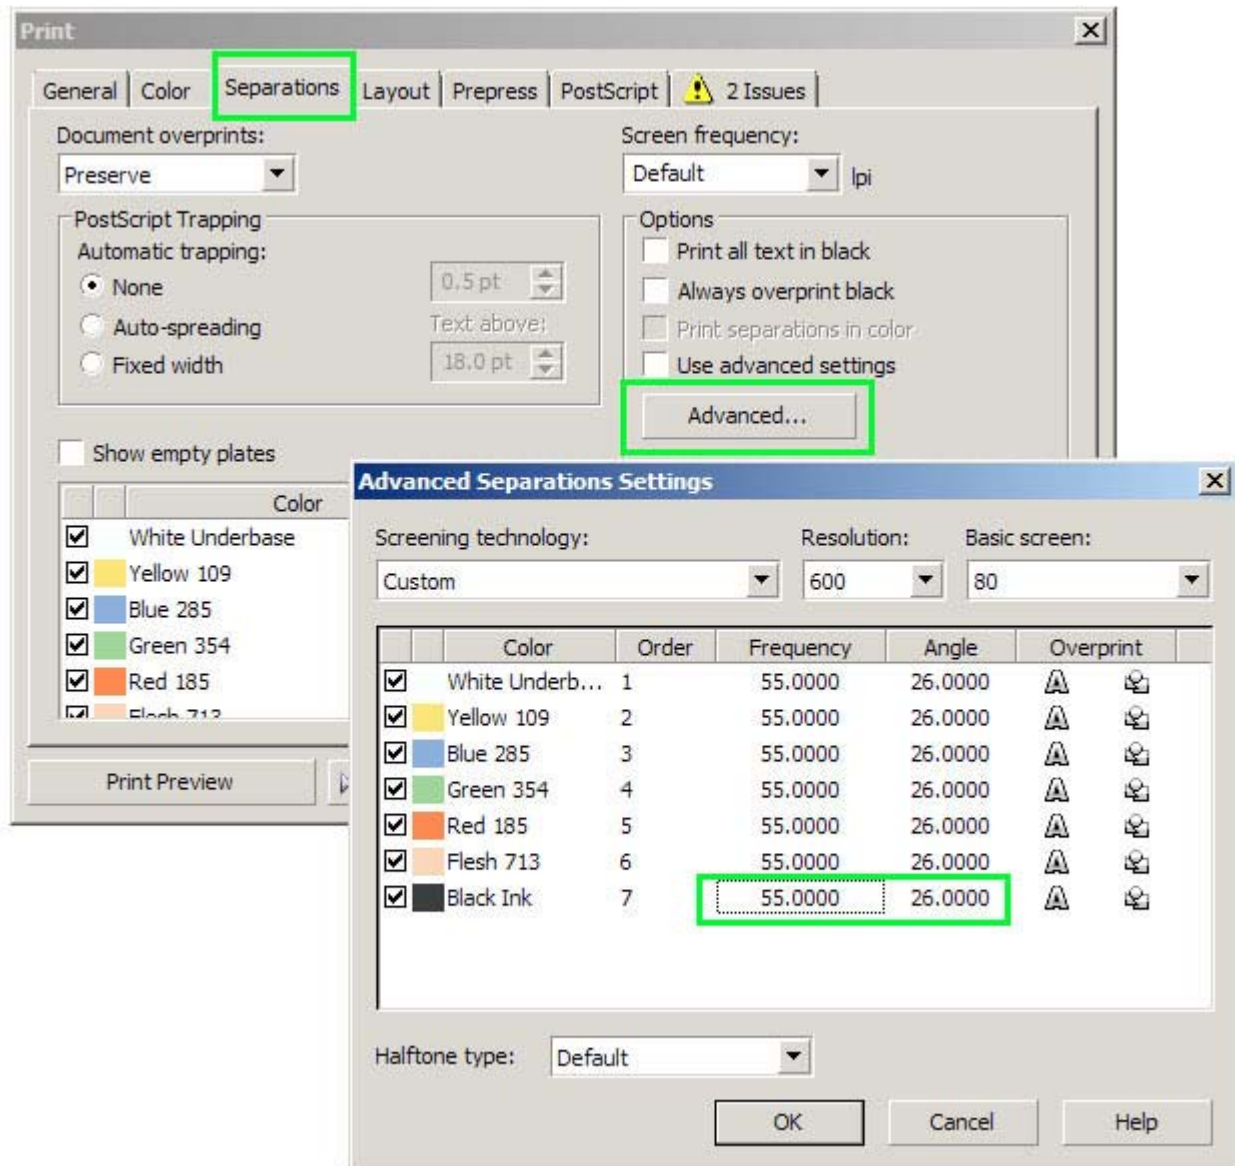 Print
General Color Separations Layout Prepress PostScript 2 Issues
Document overprints:
Preserve
Screen frequency:
Default lpi
PostScript Trapping
Automatic trapping:
None 0.5 pt
Auto-spreading Text above:
Fixed width 18.0 pt
Options
Print all text in black
Always overprint black
Print separations in color
Use advanced settings
Advanced...
Show empty plates
Color
White Underbase
Yellow 109
Blue 285
Green 354
Red 185
Flesh 713
Print Preview
Advanced Separations Settings
Screening technology: Resolution: Basic screen:
Custom 600 80
Color Order Frequency Angle Overprint
White Underb... 1 55.0000 26.0000
Yellow 109 2 55.0000 26.0000
Blue 285 3 55.0000 26.0000
Green 354 4 55.0000 26.0000
Red 185 5 55.0000 26.0000
Flesh 713 6 55.0000 26.0000
Black Ink 7 55.0000 26.0000
Halftone type: Default
OK Cancel Help